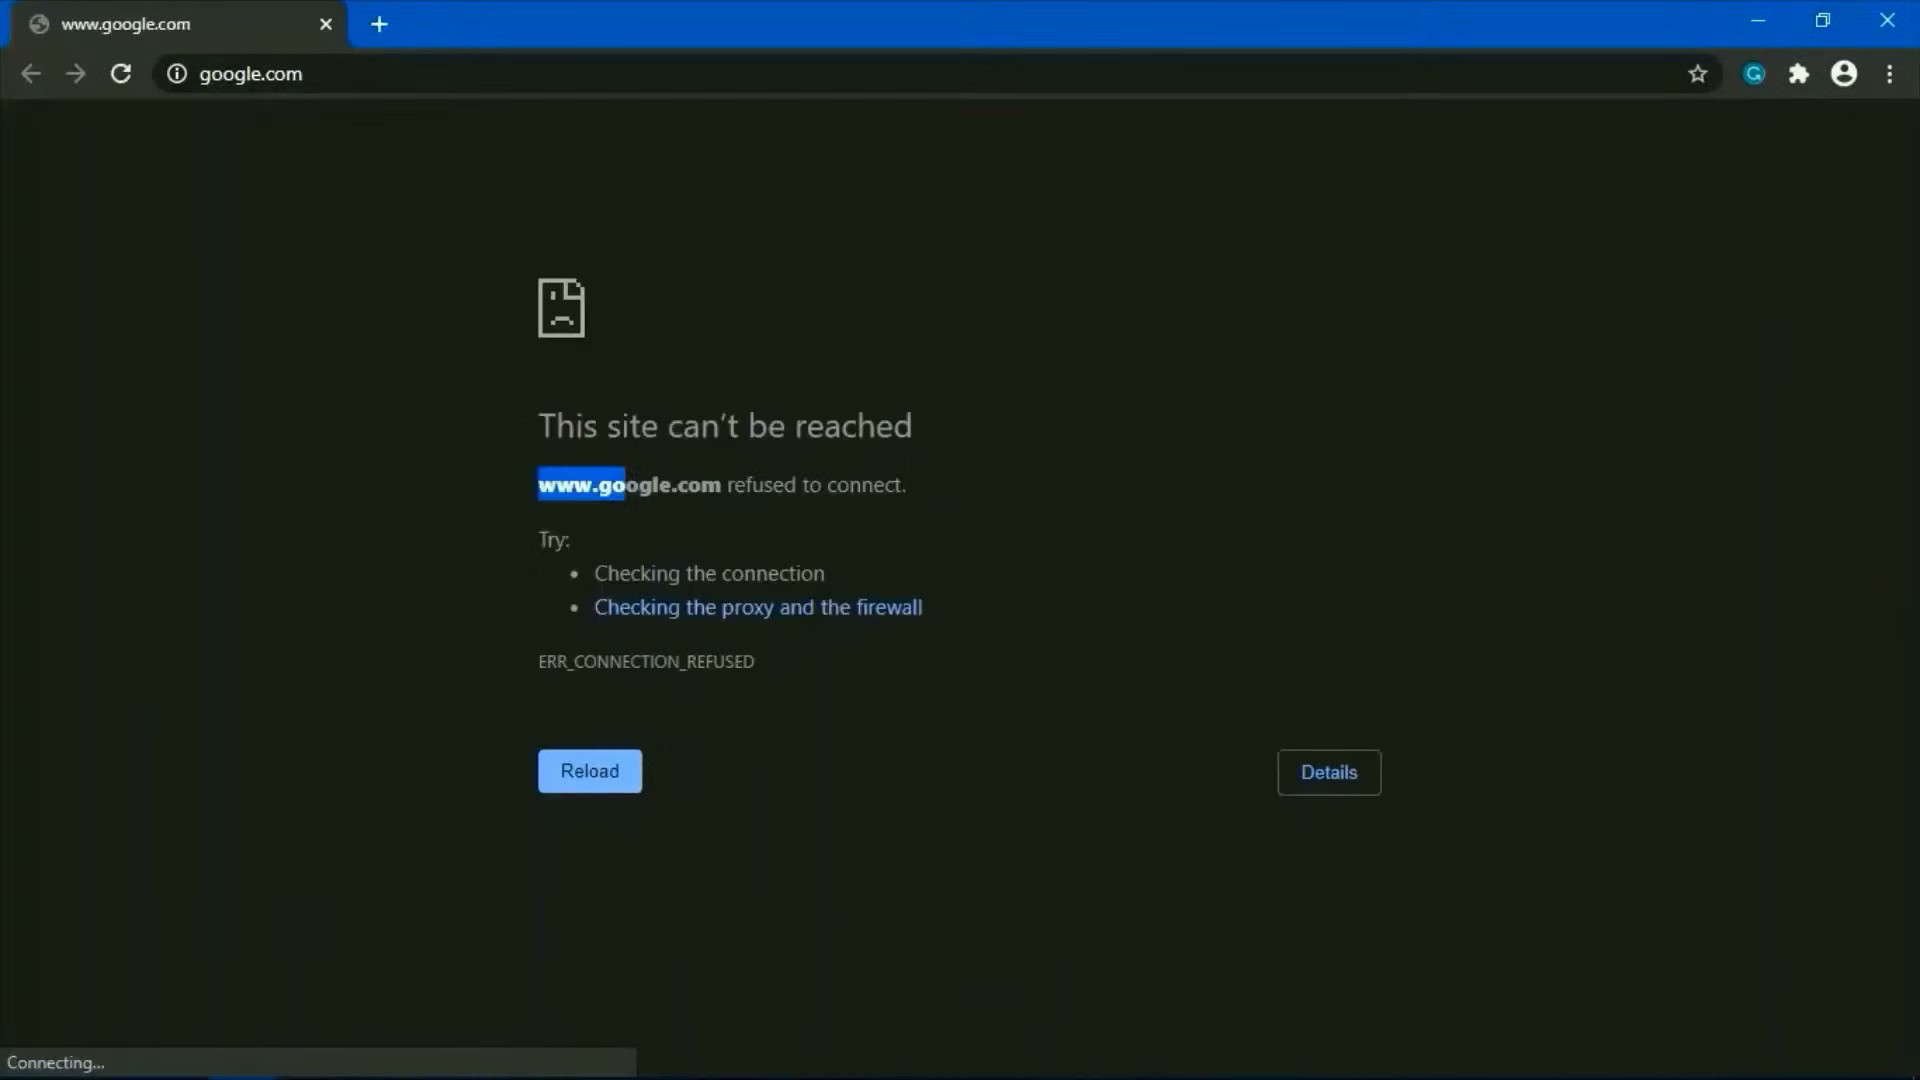 www.google.com
google.com
This site can't be reached
www.google.com refused to connect.
Try:
• Checking the connection
• Checking the proxy and the firewall
ERR_CONNECTION_REFUSED
Reload
Details
Connecting...